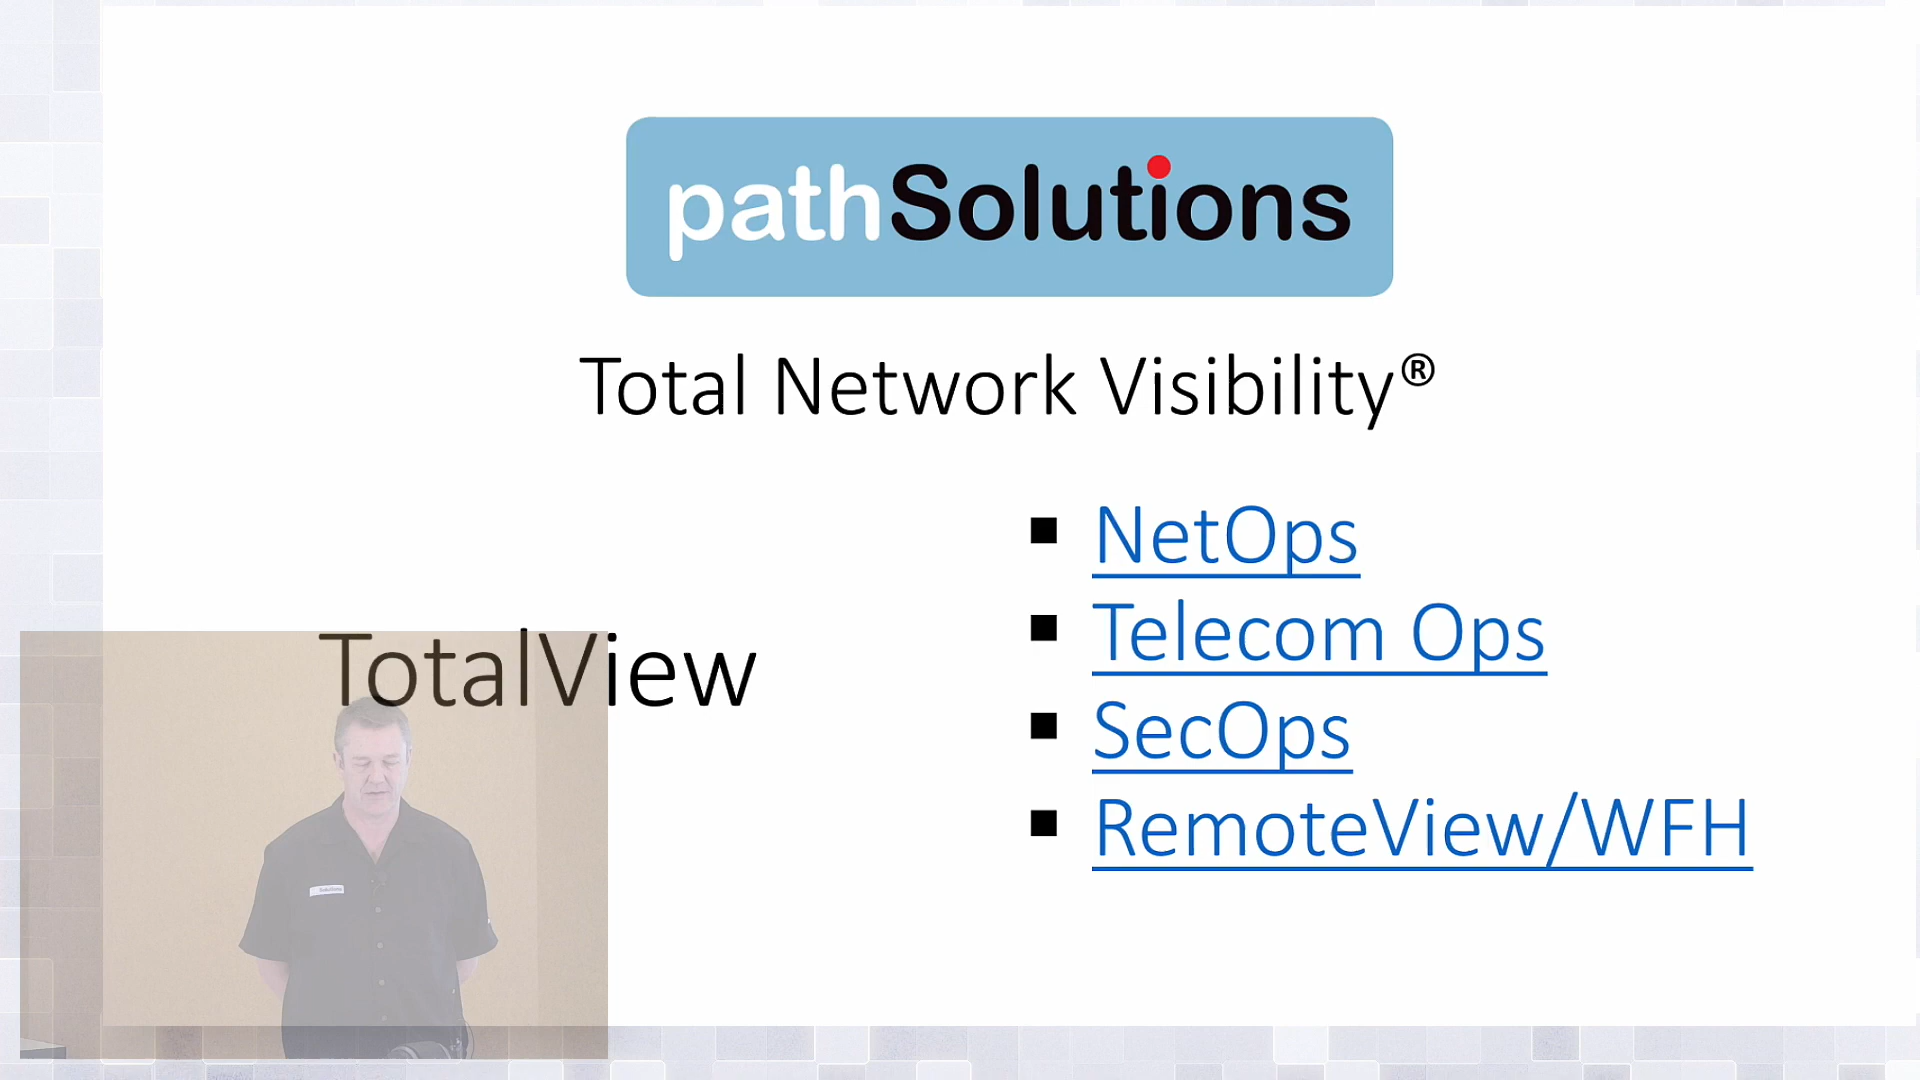 pathSolutions
Total Network Visibility®
TotalView
NetOps
Telecom Ops
SecOps
RemoteView/WFH